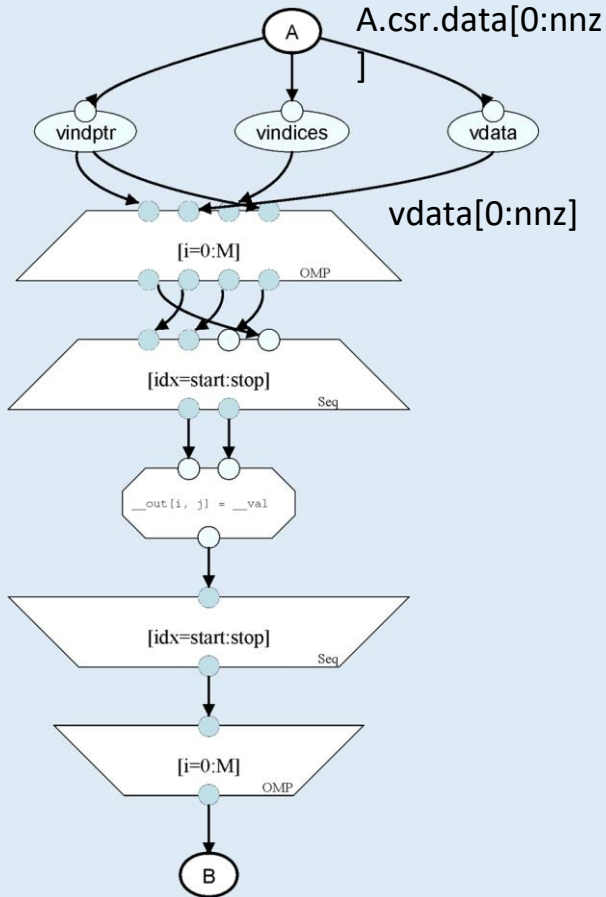 A
A.csr.data[0:nnz
]
vindptr
vindices
vdata
vdata[0:nnz]
[i=0:M]
OMP
[idx=start:stop]
Seq
__out[i, j] = __val
[idx=start:stop]
Seq
[i=0:M]
OMP
B